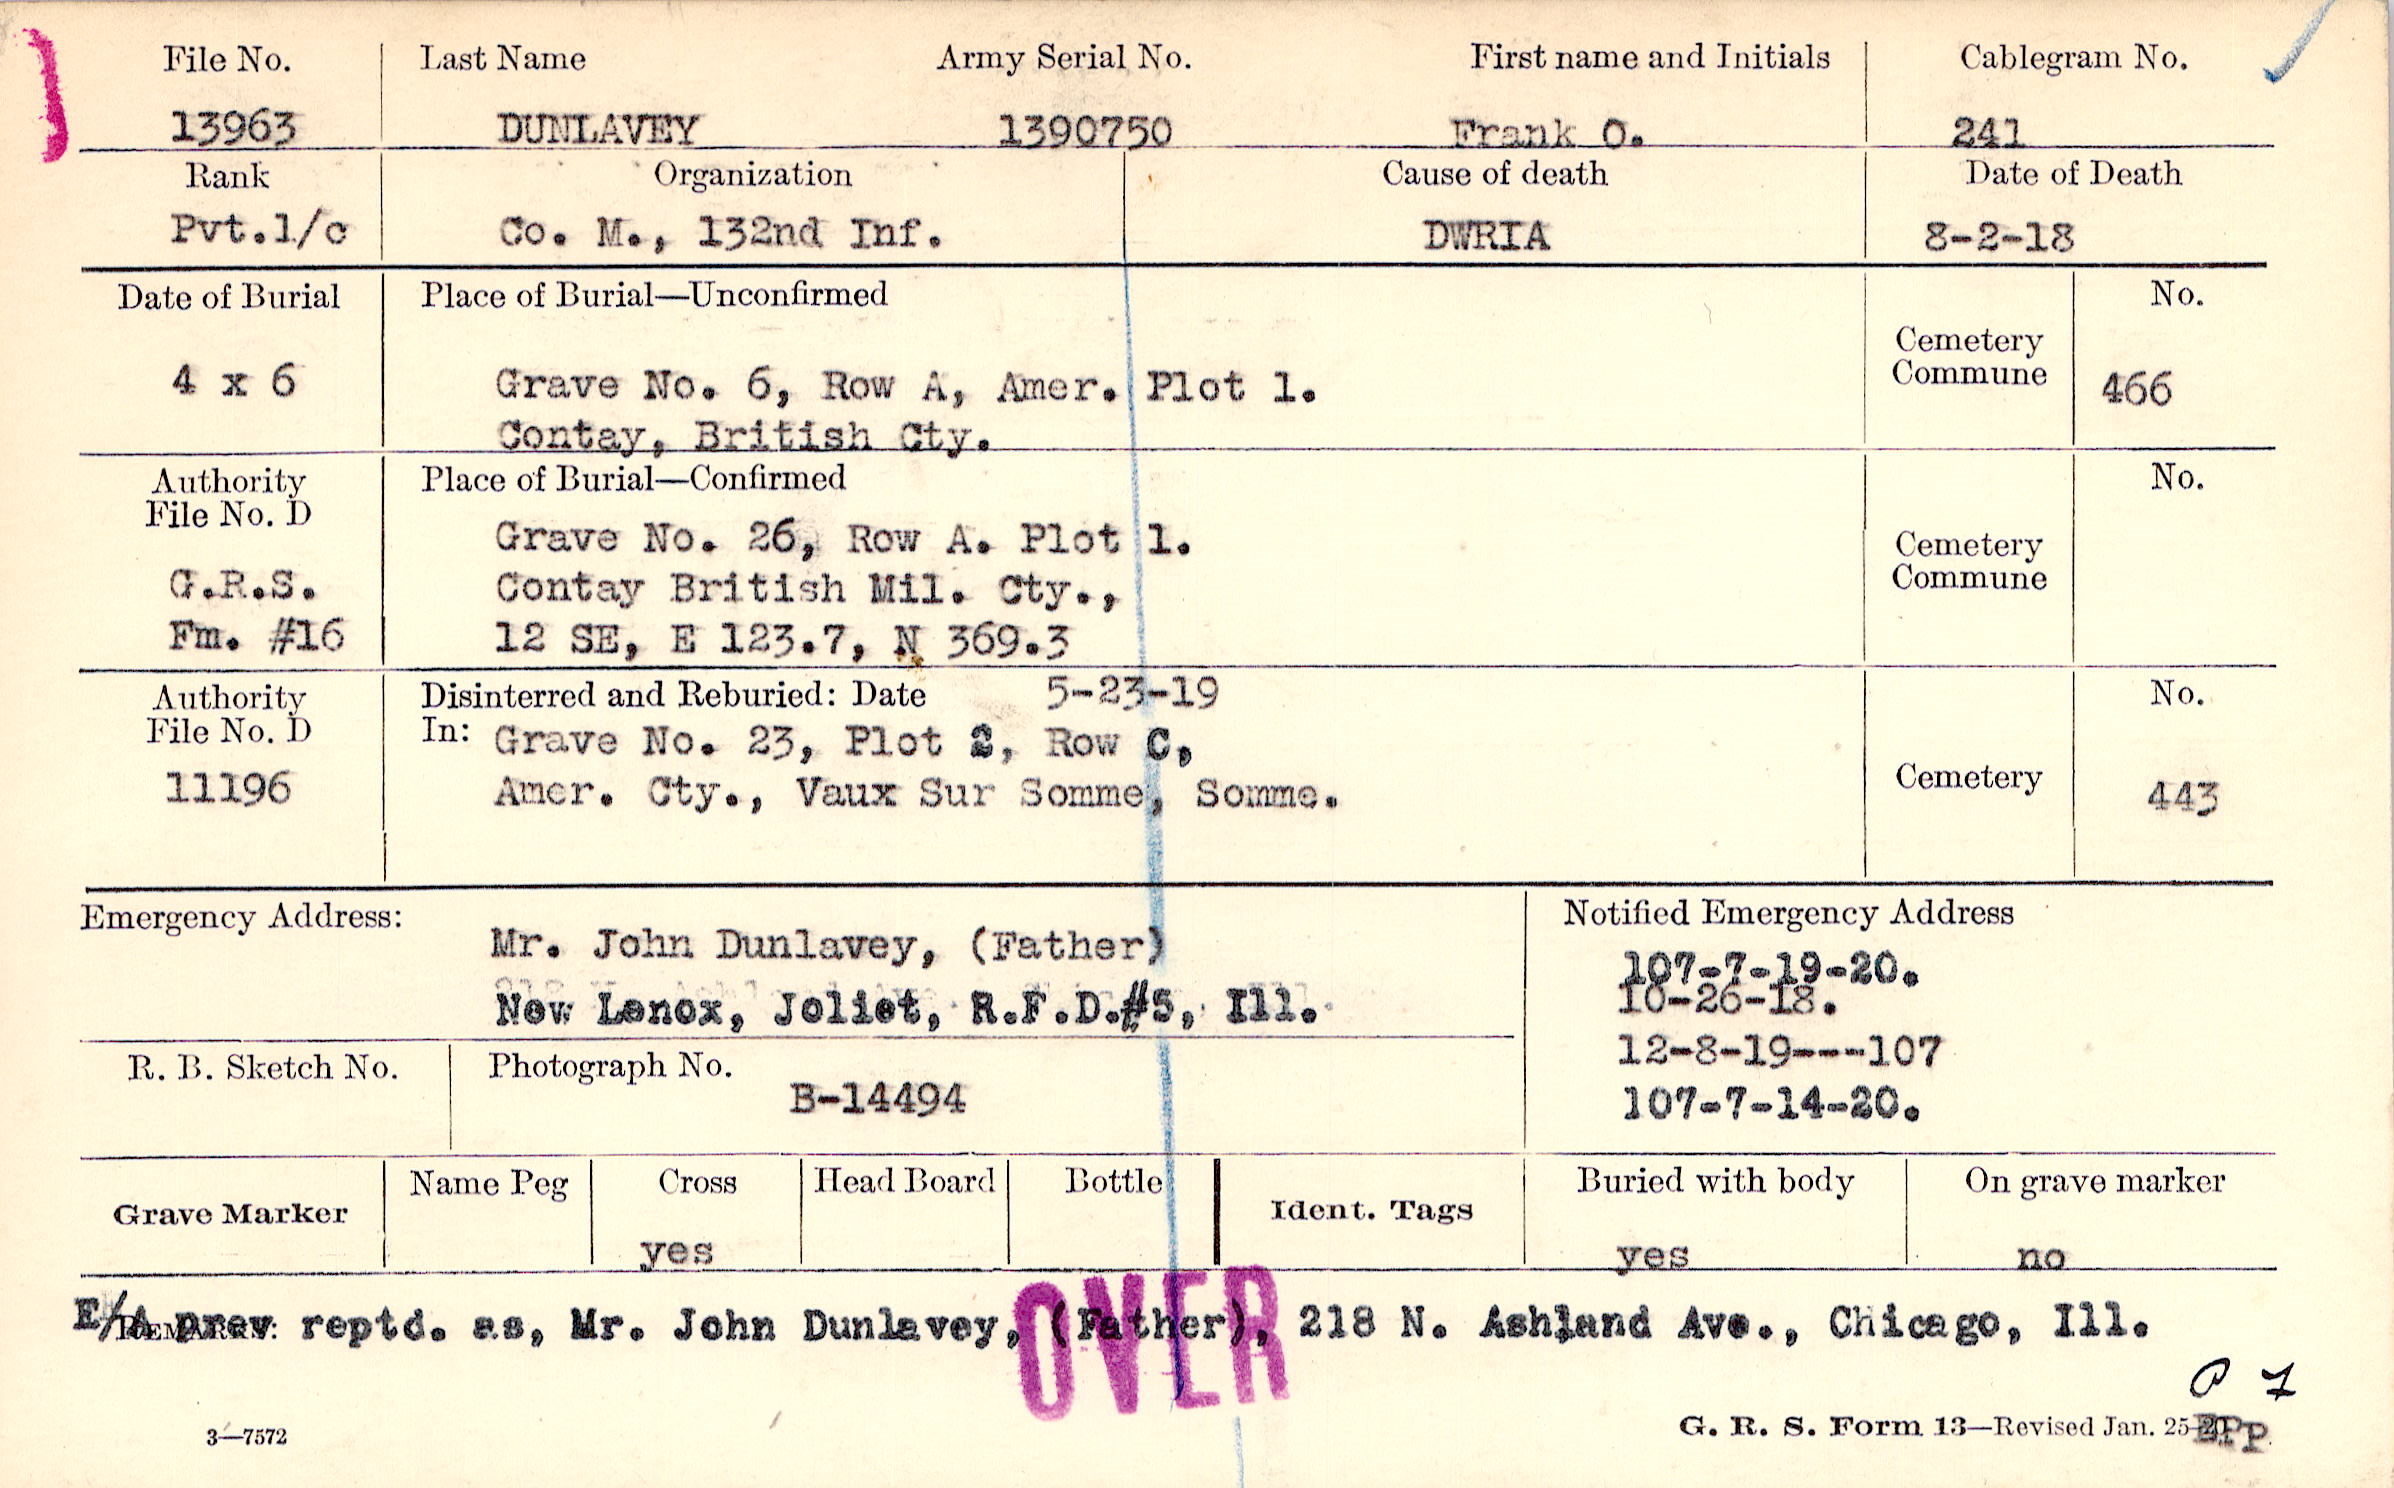 File No. Last Name Army Serial No. First name and Initials Cablegram No.
13963 DUNLAVEY 1390750 Frank O. 241
Rank Organization Cause of death Date of Death
Pvt.1/c Co. M., 132nd Inf. DWRIA 8-2-18
Date of Burial Place of Burial—Unconfirmed No.
Cemetery
Commune
4 x 6 Grave No. 6, Row A, Amer. Plot 1. 466
Contay, British Cty.
Authority Place of Burial—Confirmed No.
File No. D
Grave No. 26, Row A. Plot 1. Cemetery
G.R.S. Contay British Mil. Cty., Commune
Fm. #16 12 SE, E 123.7, N 369.3
Authority Disinterred and Reburied: Date 5-23-19 No.
File No. D In: Grave No. 23, Plot 2, Row C,
11196 Amer. Cty., Vaux Sur Somme, Somme. Cemetery 443
Emergency Address: Notified Emergency Address
Mr. John Dunlavey, (Father) 107-7-19-20.
New Lenox, Joliet, R.F.D.#5, Ill. 10-26-18.
R. B. Sketch No. Photograph No. 12-8-19---107
B-14494 107-7-14-20.
Name Peg Cross Head Board Bottle Buried with body On grave marker
Grave Marker Ident. Tags
yes yes no
REMARKS:
E/A prev reptd. as, Mr. John Dunlavey, (Father), 218 N. Ashland Ave., Chicago, Ill.
OVER
3—7572 G. R. S. Form 13—Revised Jan. 25-20